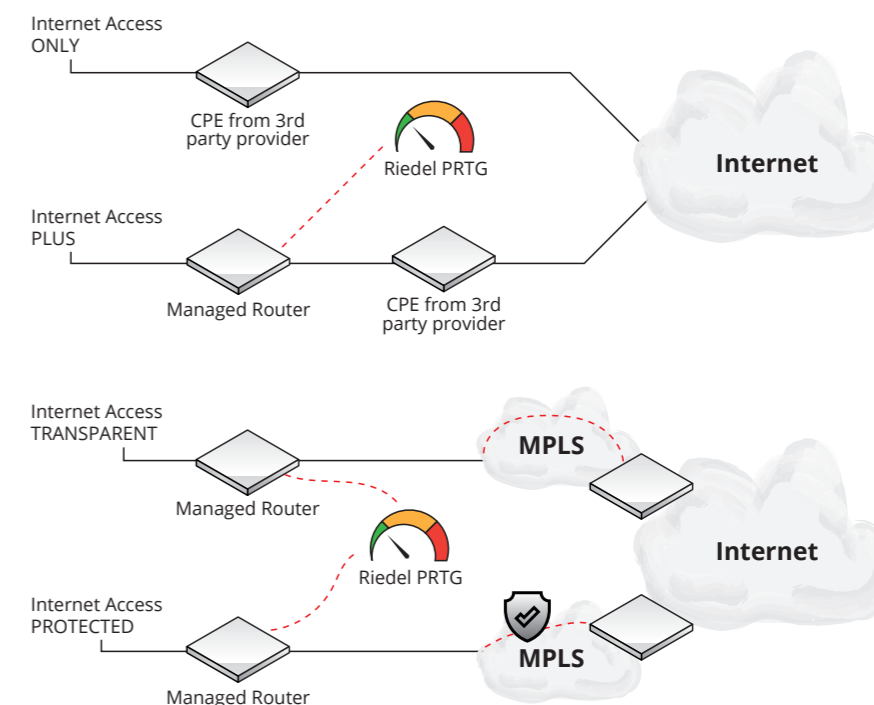 Internet Access
ONLY
CPE from 3rd
party provider
Riedel PRTG
Internet
Internet Access
PLUS
Managed Router
CPE from 3rd
party provider
Internet Access
TRANSPARENT
MPLS
Managed Router
Internet
Riedel PRTG
Internet Access
PROTECTED
MPLS
Managed Router